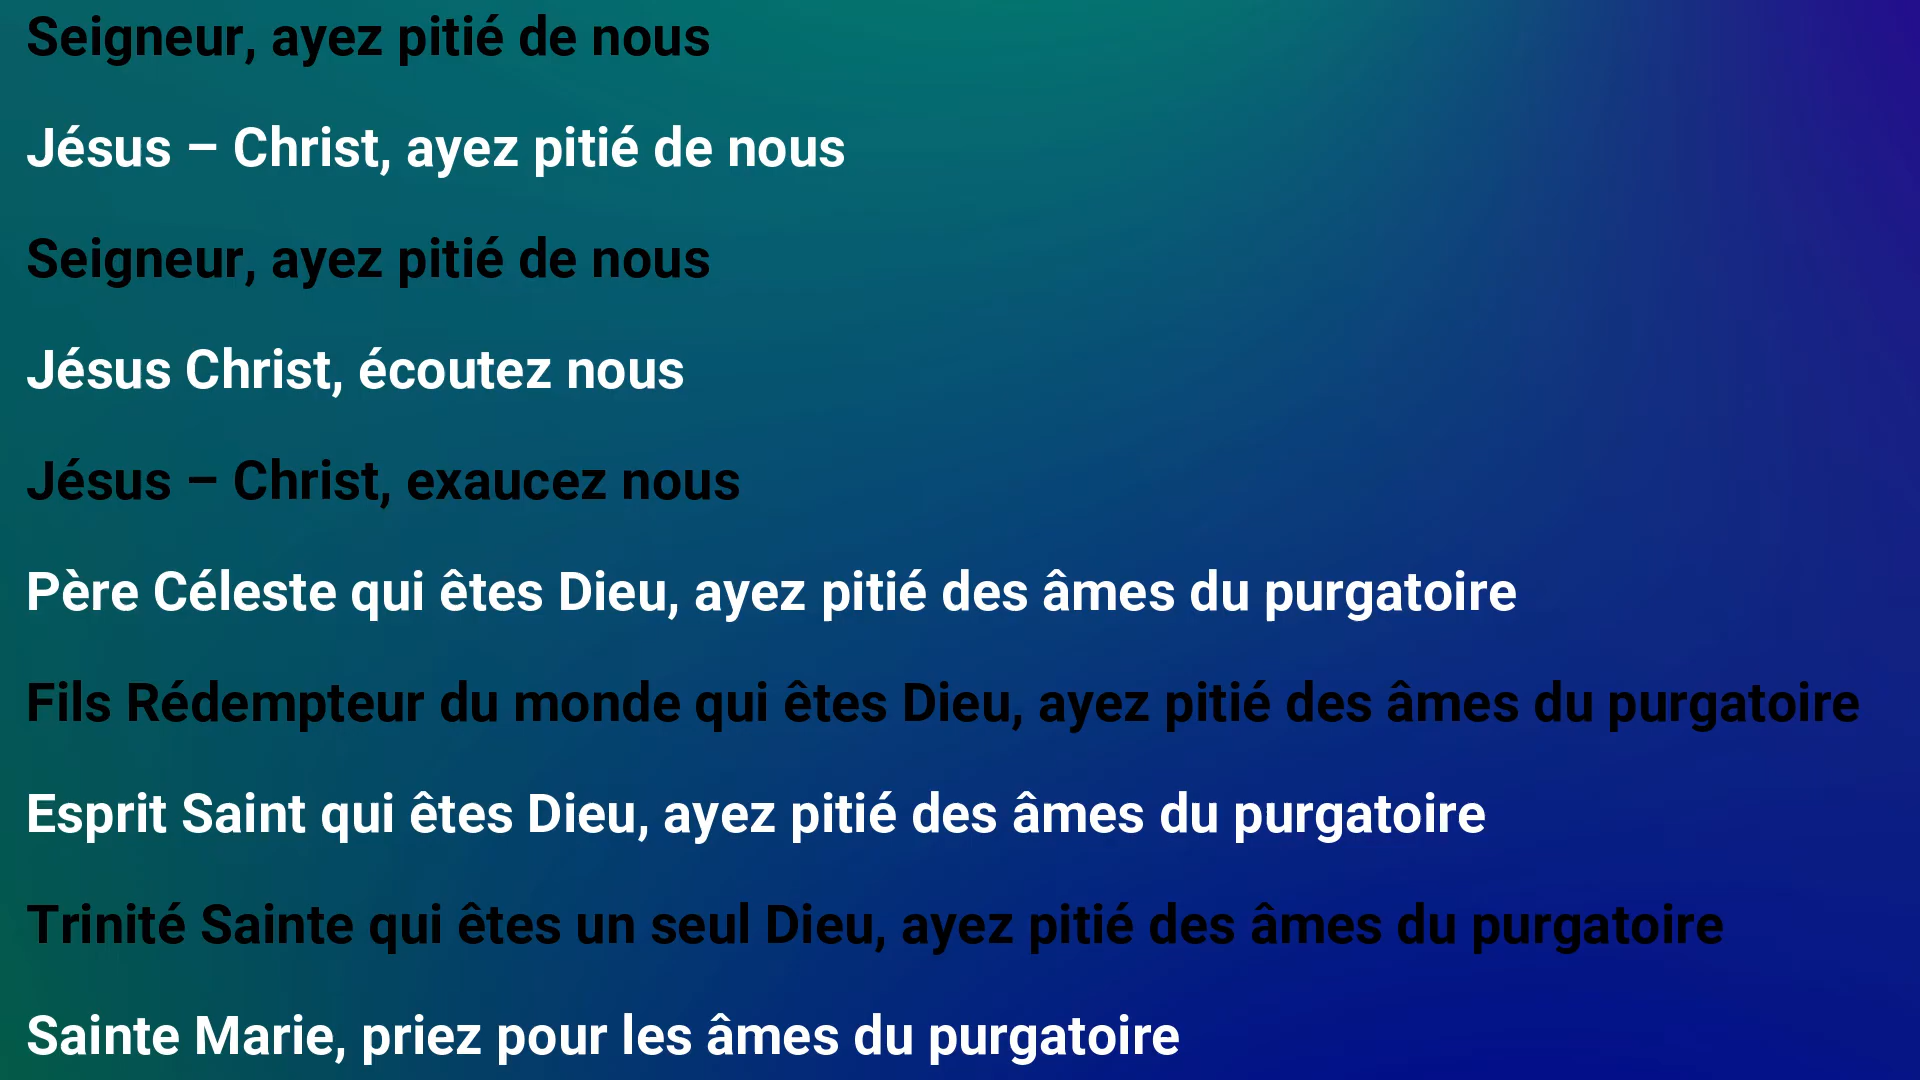 Seigneur, ayez pitié de nous
Jésus – Christ, ayez pitié de nous
Seigneur, ayez pitié de nous
Jésus Christ, écoutez nous
Jésus – Christ, exaucez nous
Père Céleste qui êtes Dieu, ayez pitié des âmes du purgatoire
Fils Rédempteur du monde qui êtes Dieu, ayez pitié des âmes du purgatoire
Esprit Saint qui êtes Dieu, ayez pitié des âmes du purgatoire
Trinité Sainte qui êtes un seul Dieu, ayez pitié des âmes du purgatoire
Sainte Marie, priez pour les âmes du purgatoire